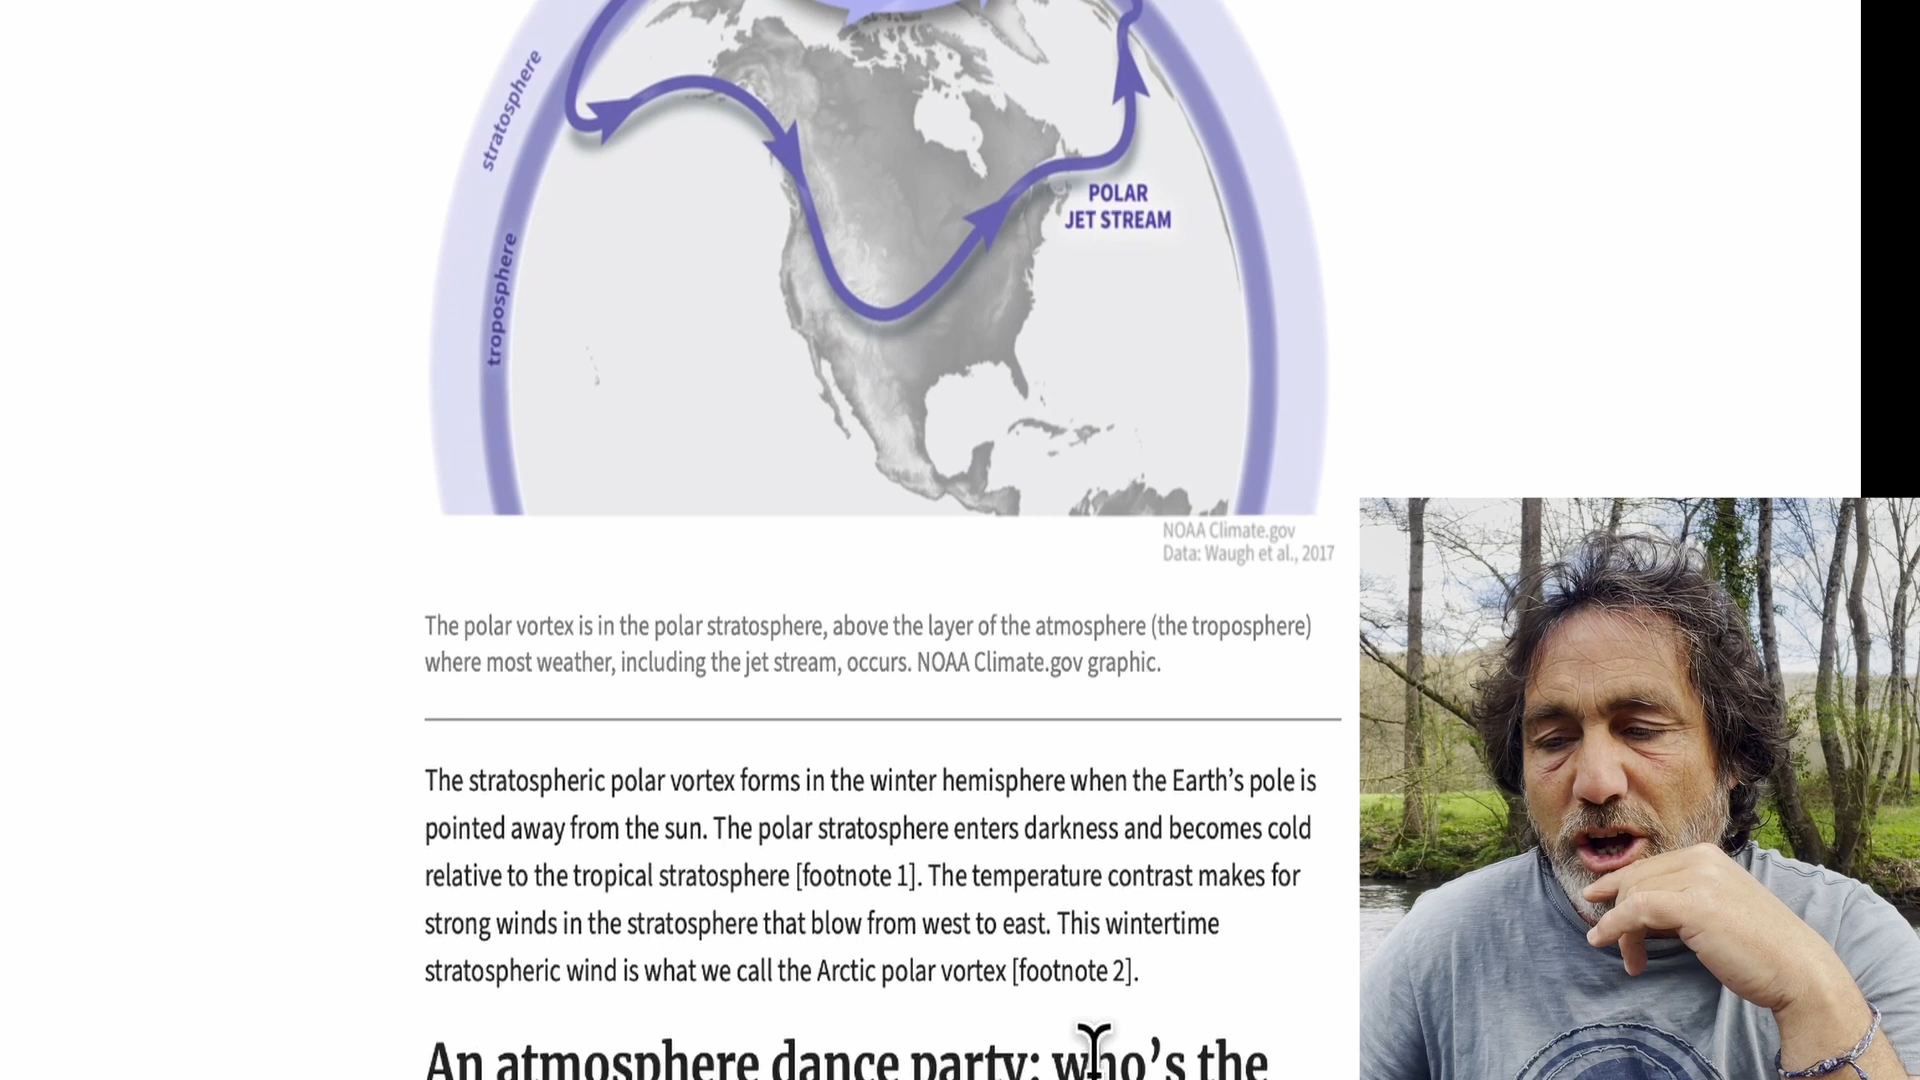 stratosphere
troposphere
POLAR
JET STREAM
NOAA Climate.gov
Data: Waugh et al., 2017
The polar vortex is in the polar stratosphere, above the layer of the atmosphere (the troposphere)
where most weather, including the jet stream, occurs. NOAA Climate.gov graphic.
The stratospheric polar vortex forms in the winter hemisphere when the Earth’s pole is
pointed away from the sun. The polar stratosphere enters darkness and becomes cold
relative to the tropical stratosphere [footnote 1]. The temperature contrast makes for
strong winds in the stratosphere that blow from west to east. This wintertime
stratospheric wind is what we call the Arctic polar vortex [footnote 2].
An atmosphere dance party: who’s the